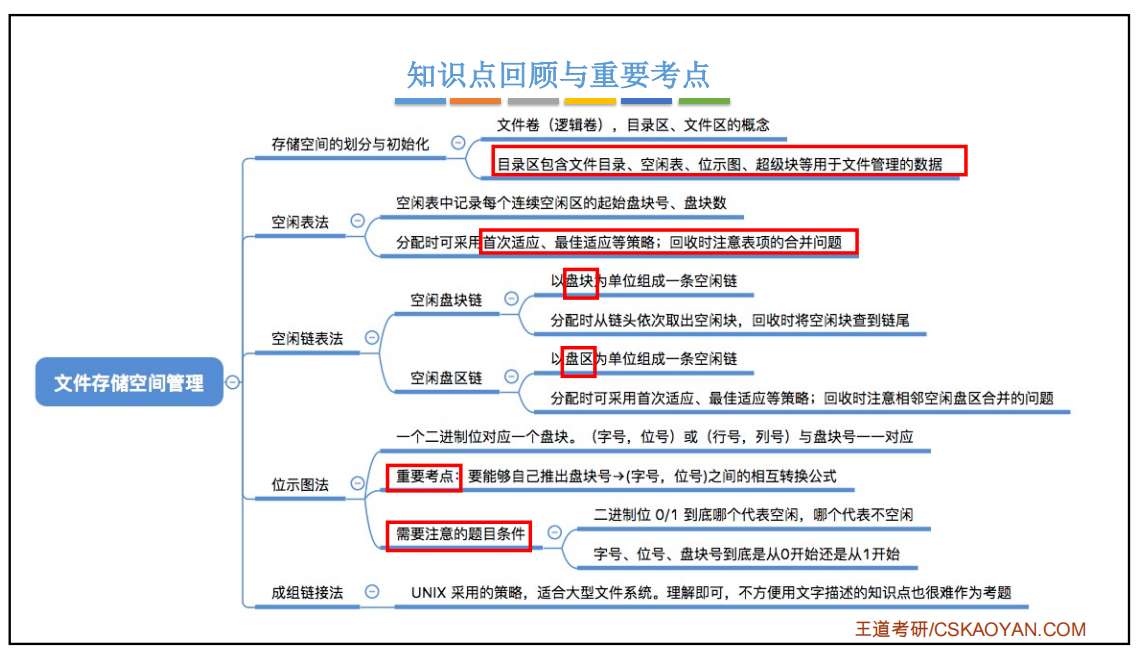 知识点回顾与重要考点
文件存储空间管理
存储空间的划分与初始化
文件卷（逻辑卷），目录区、文件区的概念
目录区包含文件目录、空闲表、位示图、超级块等用于文件管理的数据
空闲表法
空闲表中记录每个连续空闲区的起始盘块号、盘块数
分配时可采用首次适应、最佳适应等策略；回收时注意表项的合并问题
空闲链表法
空闲盘块链
以盘块为单位组成一条空闲链
分配时从链头依次取出空闲块，回收时将空闲块查到链尾
空闲盘区链
以盘区为单位组成一条空闲链
分配时可采用首次适应、最佳适应等策略；回收时注意相邻空闲盘区合并的问题
位示图法
一个二进制位对应一个盘块。（字号，位号）或（行号，列号）与盘块号一一对应
重要考点：要能够自己推出盘块号→(字号，位号)之间的相互转换公式
需要注意的题目条件
二进制位 0/1 到底哪个代表空闲，哪个代表不空闲
字号、位号、盘块号到底是从0开始还是从1开始
成组链接法
UNIX 采用的策略，适合大型文件系统。理解即可，不方便用文字描述的知识点也很难作为考题
王道考研/CSKAOYAN.COM